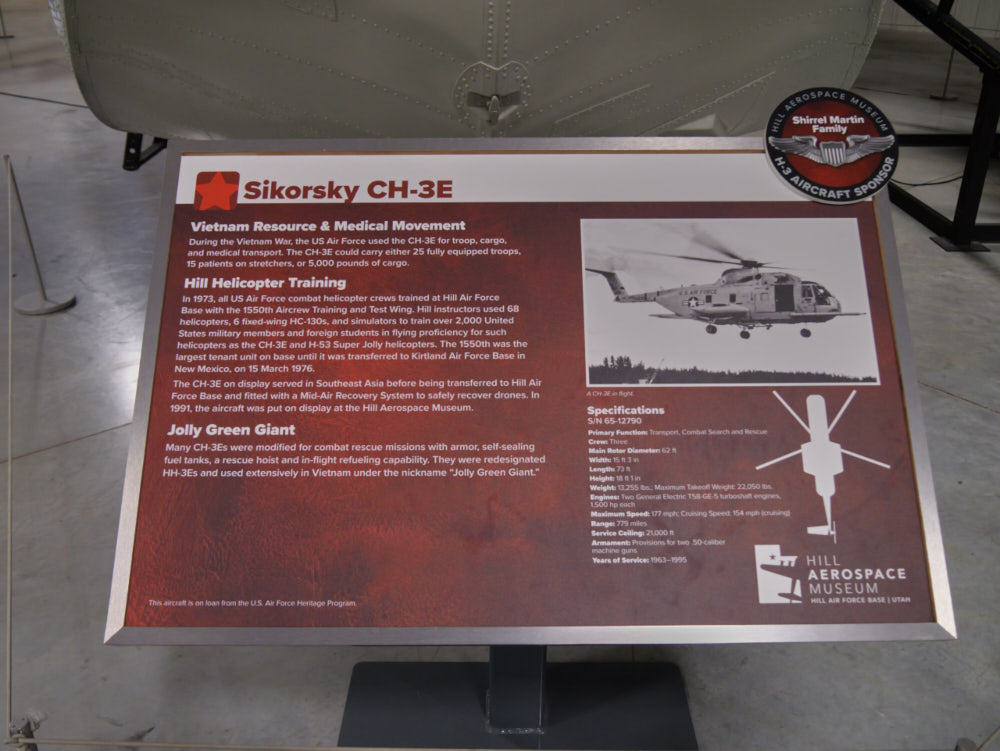 HILL AEROSPACE MUSEUM
Shirrel Martin
Family
H-3 AIRCRAFT SPONSOR
Sikorsky CH-3E
Vietnam Resource & Medical Movement
During the Vietnam War, the US Air Force used the CH-3E for troop, cargo,
and medical transport. The CH-3E could carry either 25 fully equipped troops,
15 patients on stretchers, or 5,000 pounds of cargo.
Hill Helicopter Training
In 1973, all US Air Force combat helicopter crews trained at Hill Air Force
Base with the 1550th Aircrew Training and Test Wing. Hill instructors used 68
helicopters, 6 fixed-wing HC-130s, and simulators to train over 2,000 United
States military members and foreign students in flying proficiency for such
helicopters as the CH-3E and H-53 Super Jolly helicopters. The 1550th was the
largest tenant unit on base until it was transferred to Kirtland Air Force Base in
New Mexico, on 15 March 1976.
The CH-3E on display served in Southeast Asia before being transferred to Hill Air
Force Base and fitted with a Mid-Air Recovery System to safely recover drones. In
1991, the aircraft was put on display at the Hill Aerospace Museum.
Jolly Green Giant
Many CH-3Es were modified for combat rescue missions with armor, self-sealing
fuel tanks, a rescue hoist and in-flight refueling capability. They were redesignated
HH-3Es and used extensively in Vietnam under the nickname "Jolly Green Giant."
This aircraft is on loan from the U.S. Air Force Heritage Program.
U.S. AIR FORCE
A CH-3E in flight.
Specifications
S/N 65-12790
Primary Function: Transport, Combat Search and Rescue
Crew: Three
Main Rotor Diameter: 62 ft
Width: 15 ft 3 in
Length: 73 ft
Height: 18 ft 1 in
Weight: 13,255 lbs.; Maximum Takeoff Weight: 22,050 lbs.
Engines: Two General Electric T58-GE-5 turboshaft engines,
1,500 hp each
Maximum Speed: 177 mph; Cruising Speed: 154 mph (cruising)
Range: 779 miles
Service Ceiling: 21,000 ft
Armament: Provisions for two .50-caliber
machine guns
Years of Service: 1963–1995
HILL
AEROSPACE
MUSEUM
HILL AIR FORCE BASE | UTAH